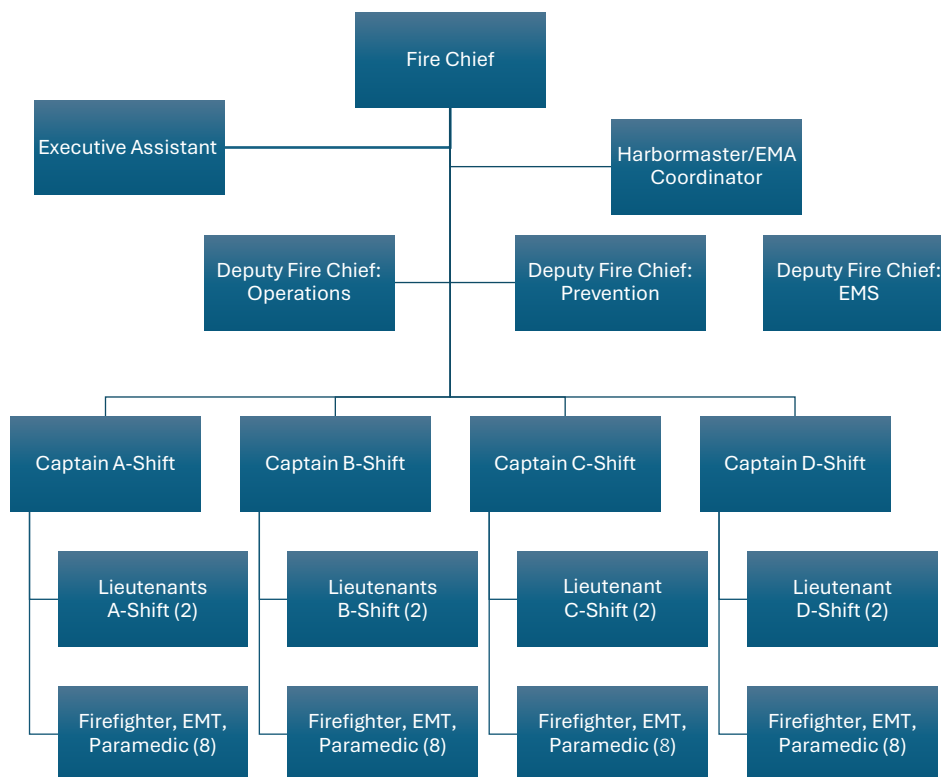 Fire Chief
Executive Assistant
Harbormaster/EMA
Coordinator
Deputy Fire Chief:
Operations
Deputy Fire Chief:
Prevention
Deputy Fire Chief:
EMS
Captain A-Shift
Captain B-Shift
Captain C-Shift
Captain D-Shift
Lieutenants
A-Shift (2)
Lieutenants
B-Shift (2)
Lieutenant
C-Shift (2)
Lieutenant
D-Shift (2)
Firefighter, EMT,
Paramedic (8)
Firefighter, EMT,
Paramedic (8)
Firefighter, EMT,
Paramedic (8)
Firefighter, EMT,
Paramedic (8)